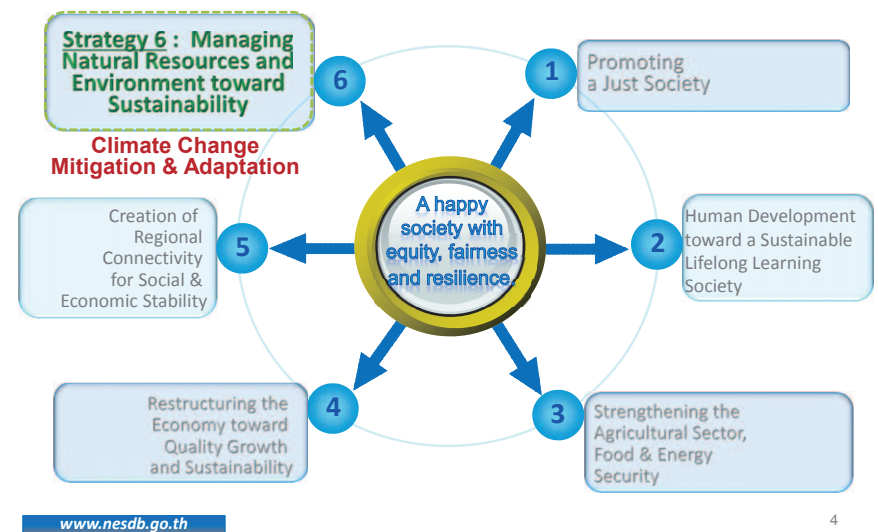 Strategy 6 : Managing
Natural Resources and
Environment toward
Sustainability
6
Climate Change
Mitigation & Adaptation
1
Promoting
a Just Society
Creation of
Regional
Connectivity
for Social &
Economic Stability
5
A happy
society with
equity, fairness
and resilience.
2
Human Development
toward a Sustainable
Lifelong Learning
Society
Restructuring the
Economy toward
Quality Growth
and Sustainability
4
3
Strengthening the
Agricultural Sector,
Food & Energy
Security
www.nesdb.go.th
4